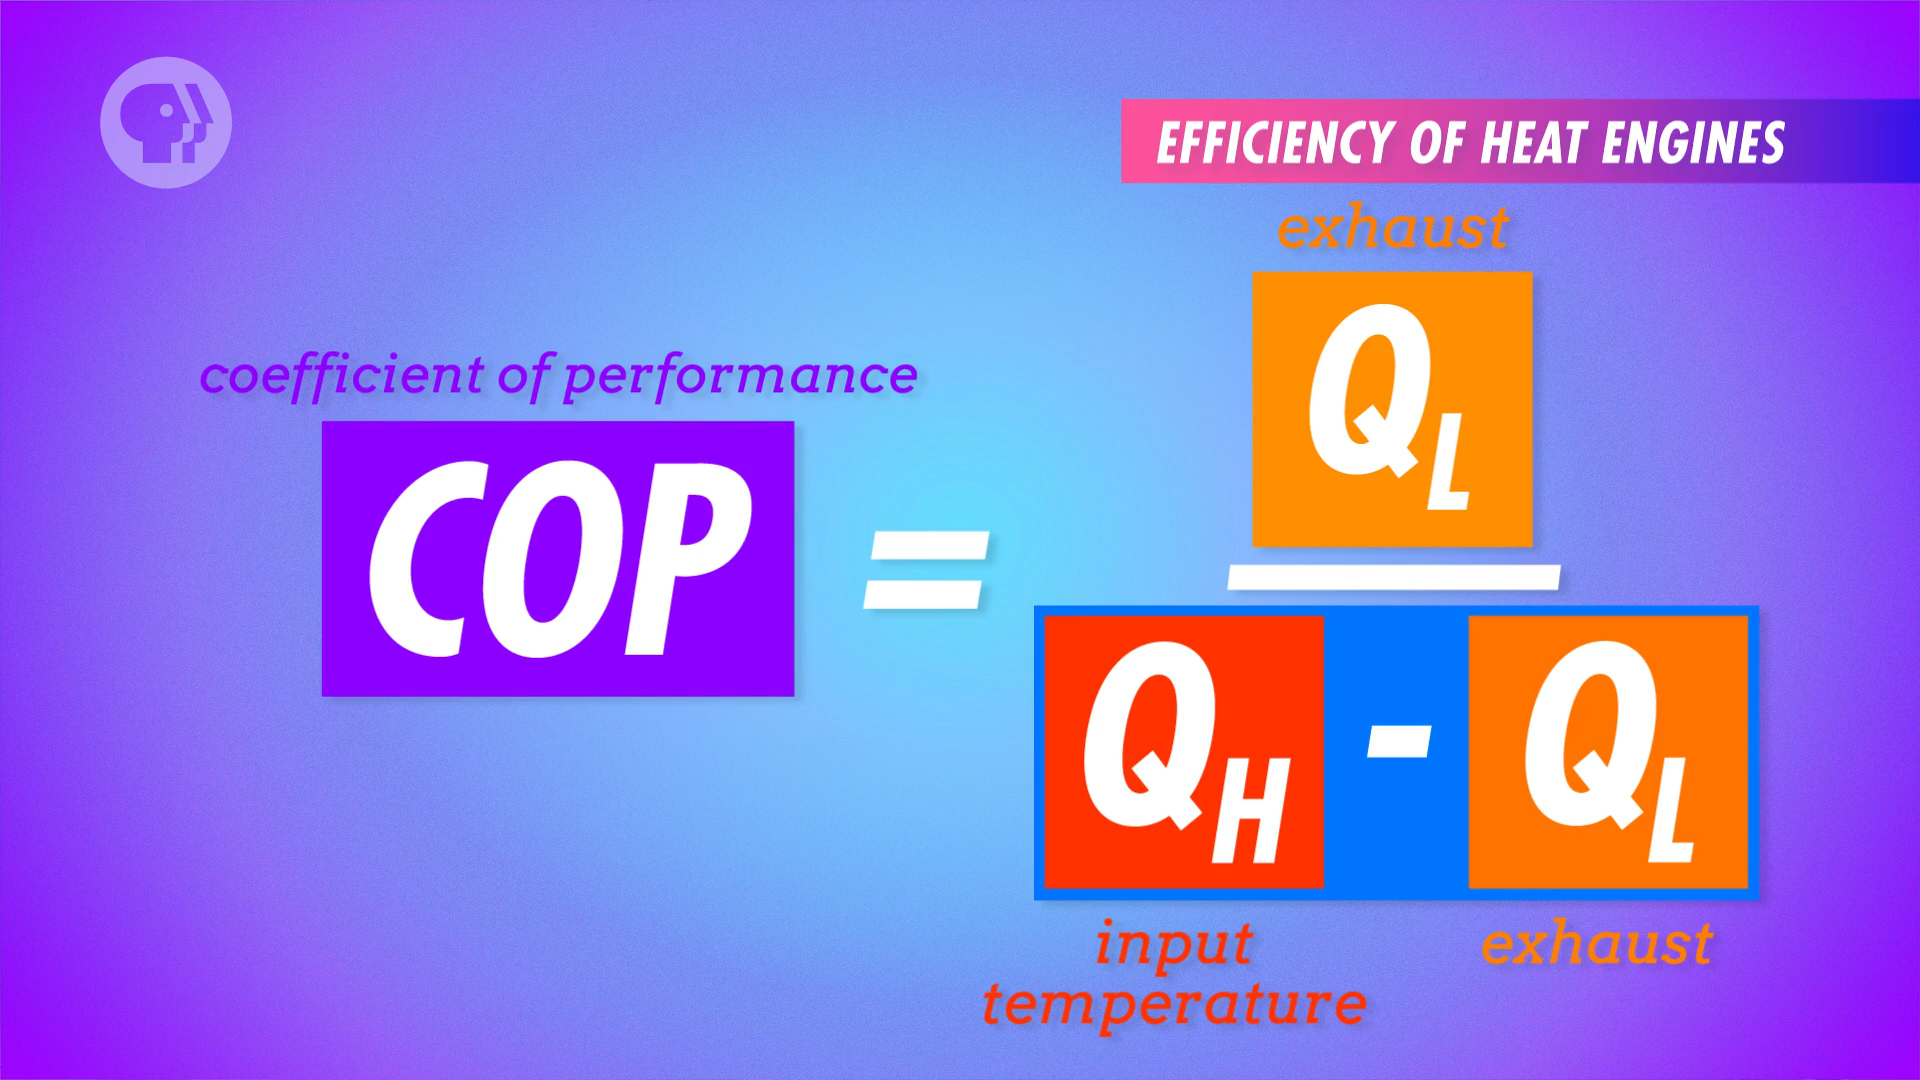 EFFICIENCY OF HEAT ENGINES
exhaust
coefficient of performance
COP = QL
QH - QL
input
temperature
exhaust